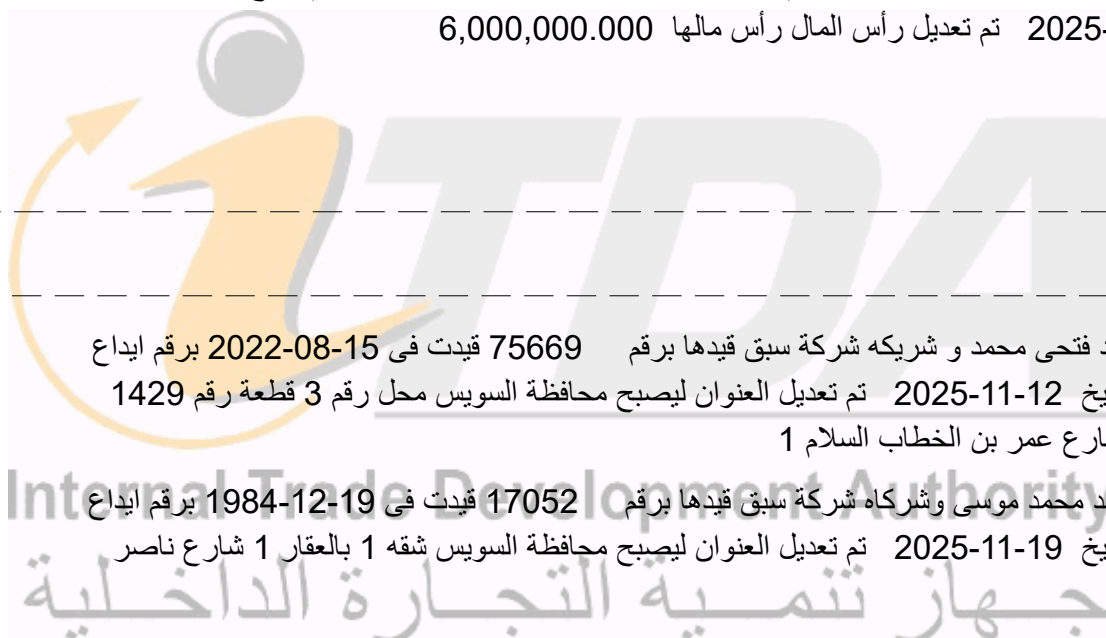 2025- تم تعديل رأس المال رأس مالها 6,000,000.000
iTDA
فتحى محمد و شريكه شركة سبق قيدها برقم 75669 قيدت فى 15-08-2022 برقم ايداع
12-11-2025 تم تعديل العنوان ليصبح محافظة السويس محل رقم 3 قطعة رقم 1429
عمر بن الخطاب السلام 1
Internal Trade Development Authority
محمد موسى وشركاه شركة سبق قيدها برقم 17052 قيدت فى 19-12-1984 برقم ايداع
19-11-2025 تم تعديل العنوان ليصبح محافظة السويس شقه 1 بالعقار 1 شارع ناصر
جهاز تنمية التجارة الداخلية